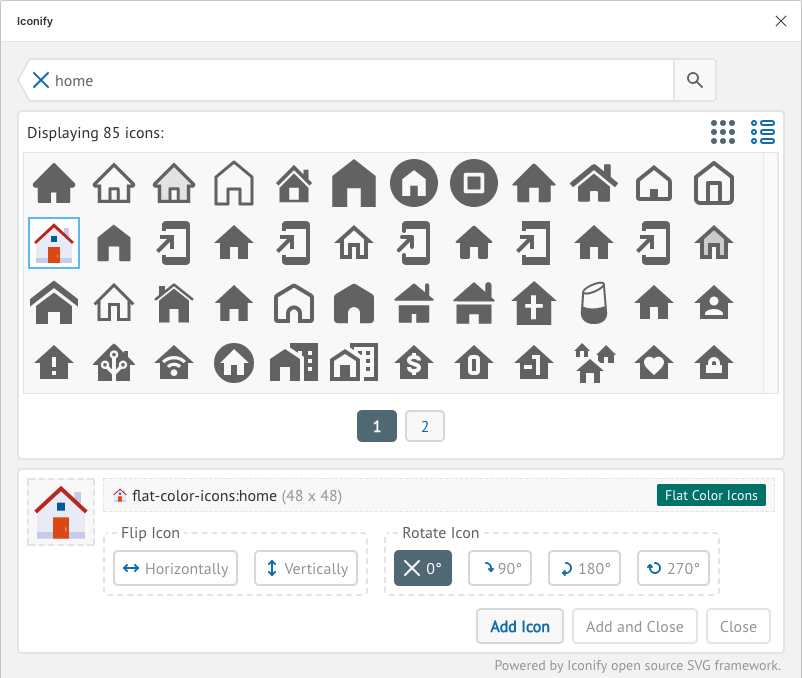 Iconify
home
Displaying 85 icons:
$ 0 -1
1 2
flat-color-icons:home (48 x 48) Flat Color Icons
Flip Icon Rotate Icon
Horizontally Vertically 0° 90° 180° 270°
Add Icon Add and Close Close
Powered by Iconify open source SVG framework.